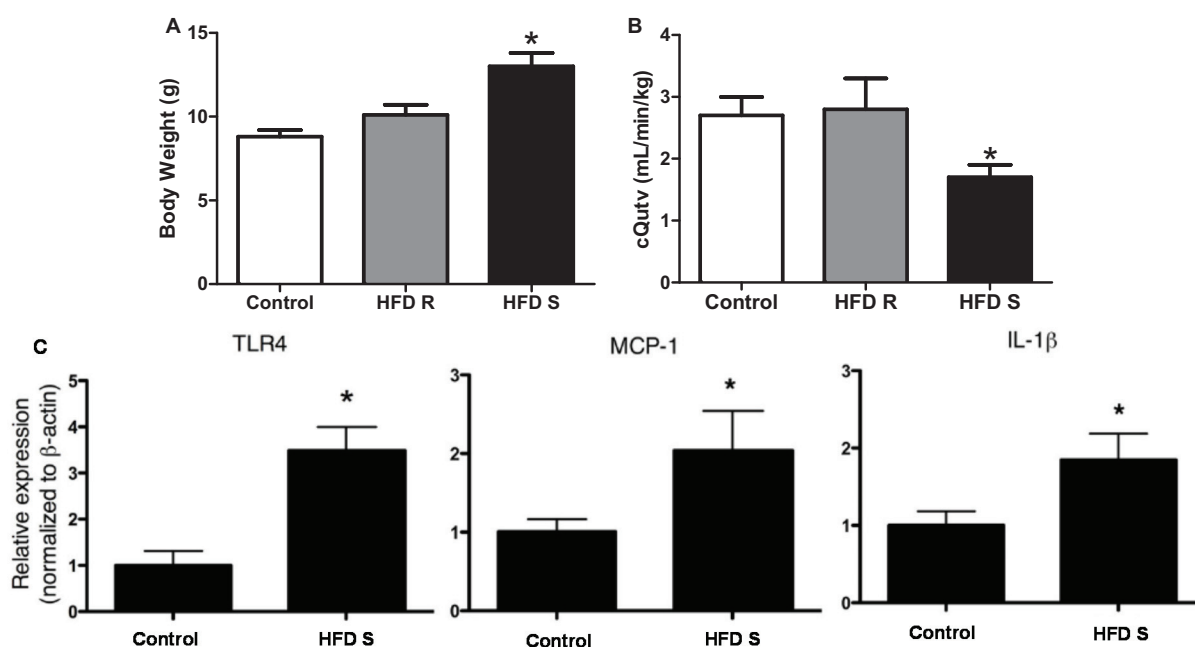 A
Body Weight (g)
15
10
5
0
*
Control HFD R HFD S
B
cQutv (mL/min/kg)
4
3
2
1
0
*
Control HFD R HFD S
C
TLR4
Relative expression
(normalized to β-actin)
5
4
3
2
1
0
*
Control HFD S
MCP-1
3
2
1
0
*
Control HFD S
IL-1β
3
2
1
0
*
Control HFD S